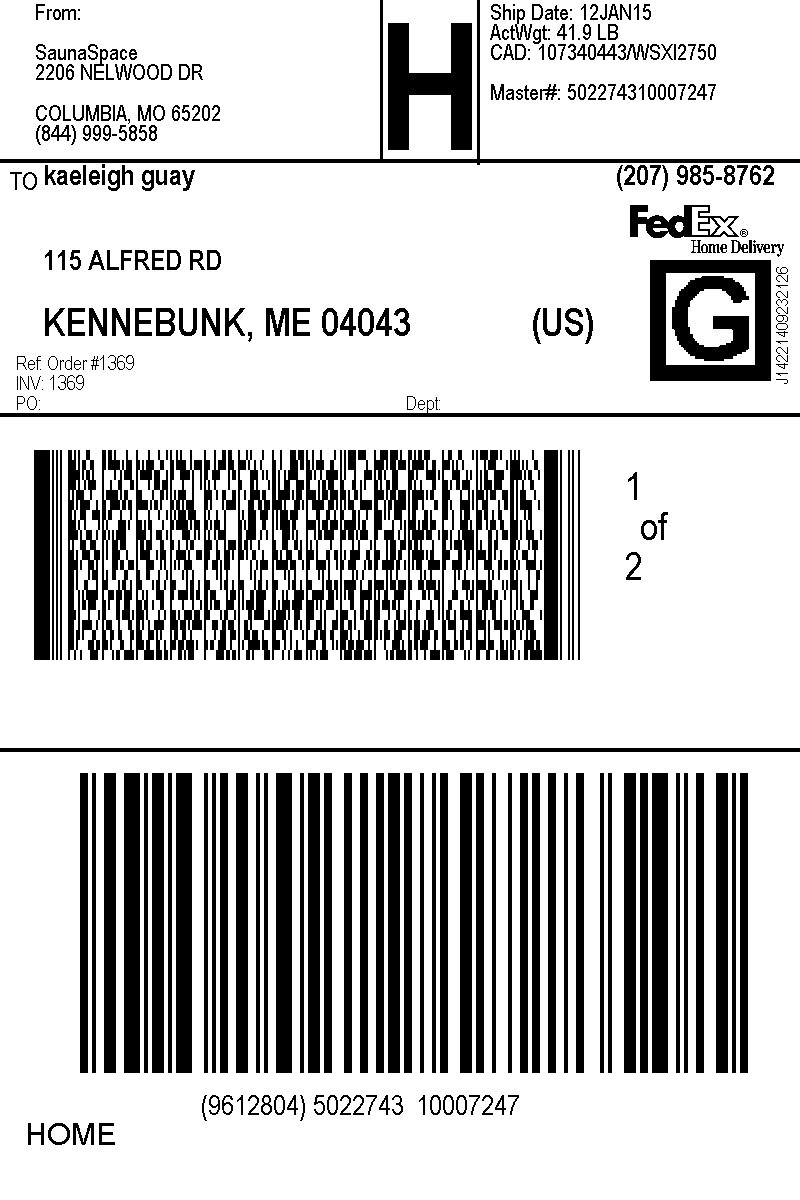 From:
SaunaSpace
2206 NELWOOD DR
COLUMBIA, MO 65202
(844) 999-5858
H
Ship Date: 12JAN15
ActWgt: 41.9 LB
CAD: 107340443/WSXI2750
Master#: 502274310007247
TO kaeleigh guay
(207) 985-8762
FedEx®
Home Delivery
115 ALFRED RD
KENNEBUNK, ME 04043 (US)
G
J14221409232126
Ref: Order #1369
INV: 1369
PO: Dept:
1
of
2
(9612804) 5022743 10007247
HOME